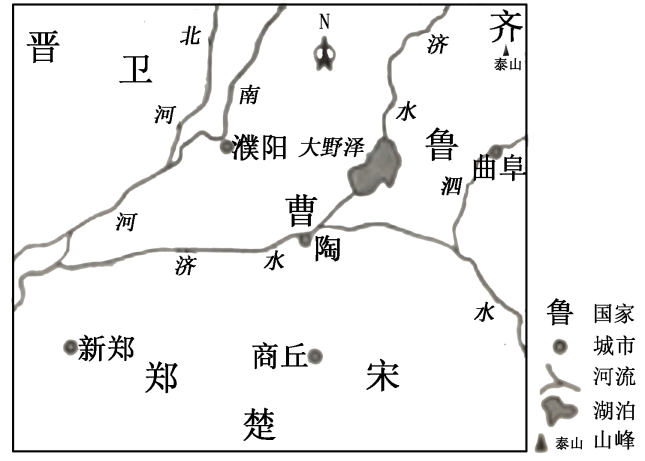 晋
卫
北
河
南
N
济
水
齐
泰山
濮阳
大野泽
鲁
曲阜
泗
河
曹
陶
济
水
水
新郑
商丘
郑
宋
楚
鲁 国家
城市
河流
湖泊
泰山 山峰